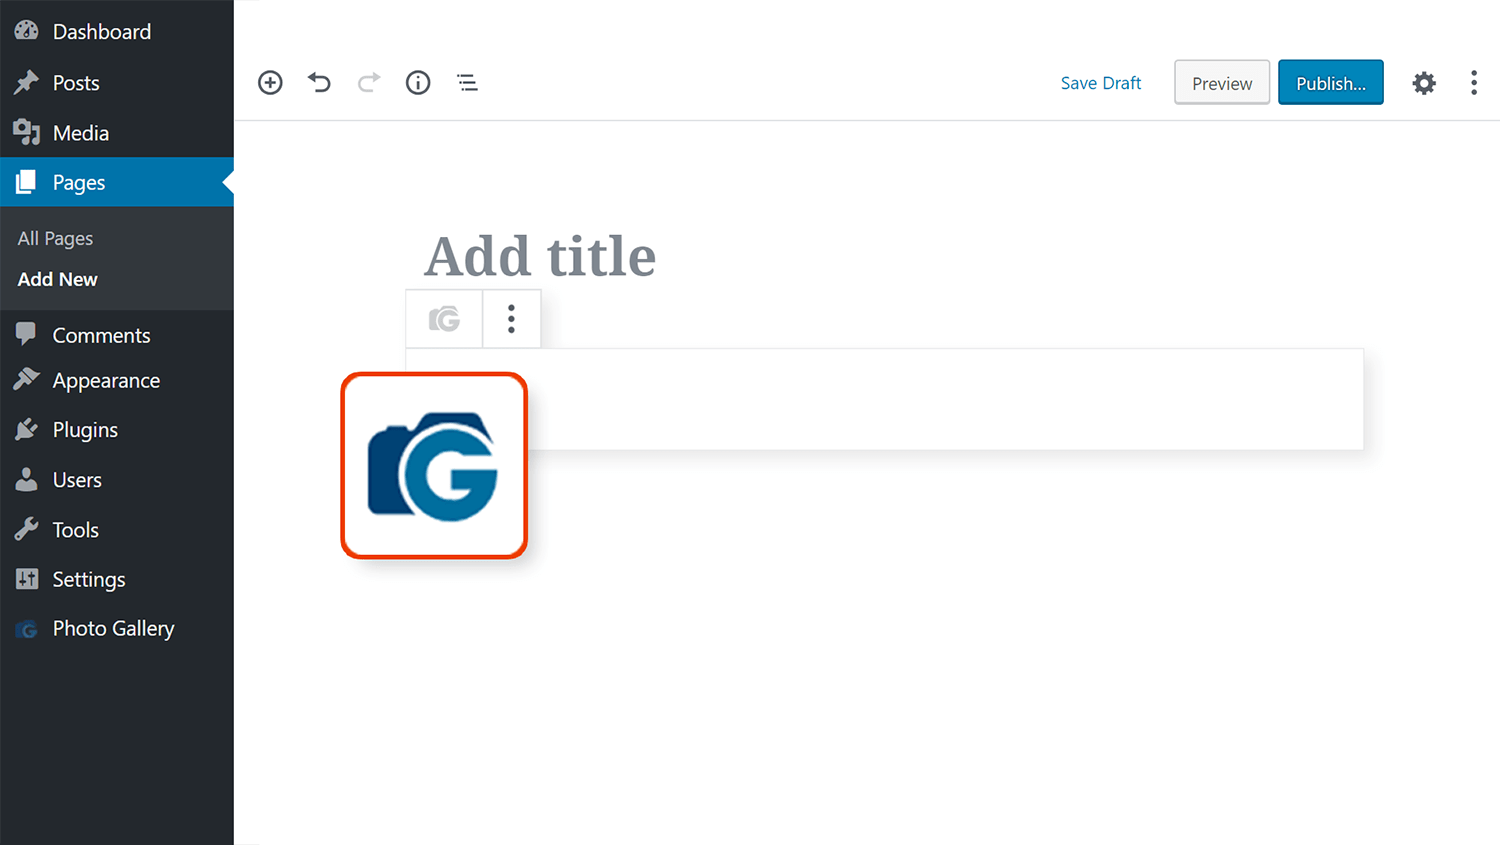 Dashboard
Posts
Media
Pages
All Pages
Add New
Comments
Appearance
Plugins
Users
Tools
Settings
Photo Gallery
Save Draft
Preview
Publish...
Add title
G